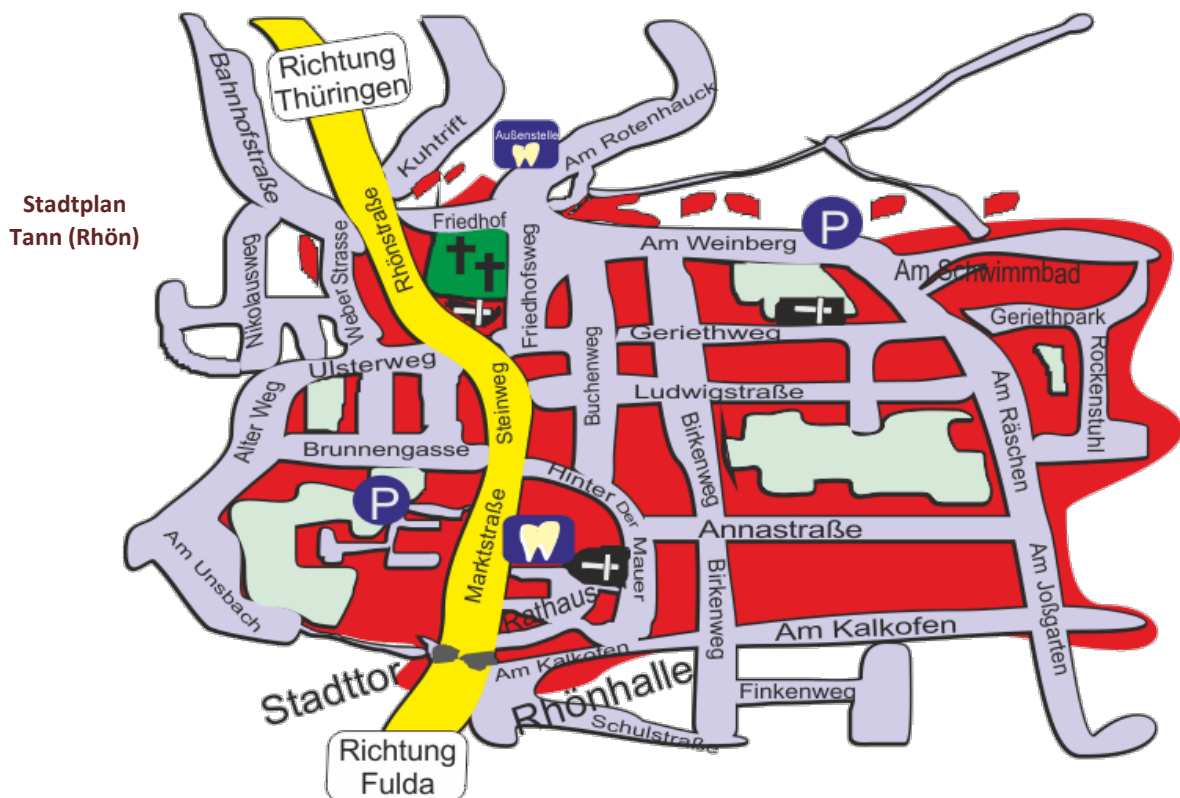 Richtung
Thüringen
Bahnhofstraße
Kuhtrift
Außenstelle
Am Rotenhauck
Stadtplan
Tann (Rhön)
Rhönstraße
Friedhof
Friedhofsweg
Am Weinberg
P
Am Schwimmbad
Nikolausweg
Weber Strasse
Geriethweg
Geriethpark
Ulsterweg
Steinweg
Buchenweg
Ludwigstraße
Rockenstuhl
Alter Weg
Brunnengasse
Birkenweg
Am Räschen
P
Hinter Der Mauer
Marktstraße
Annastraße
Am Unsbach
Rathaus
Birkenweg
Am Joßgarten
Am Kalkofen
Am Kalkofen
Stadttor
Rhönhalle
Finkenweg
Schulstraße
Richtung
Fulda